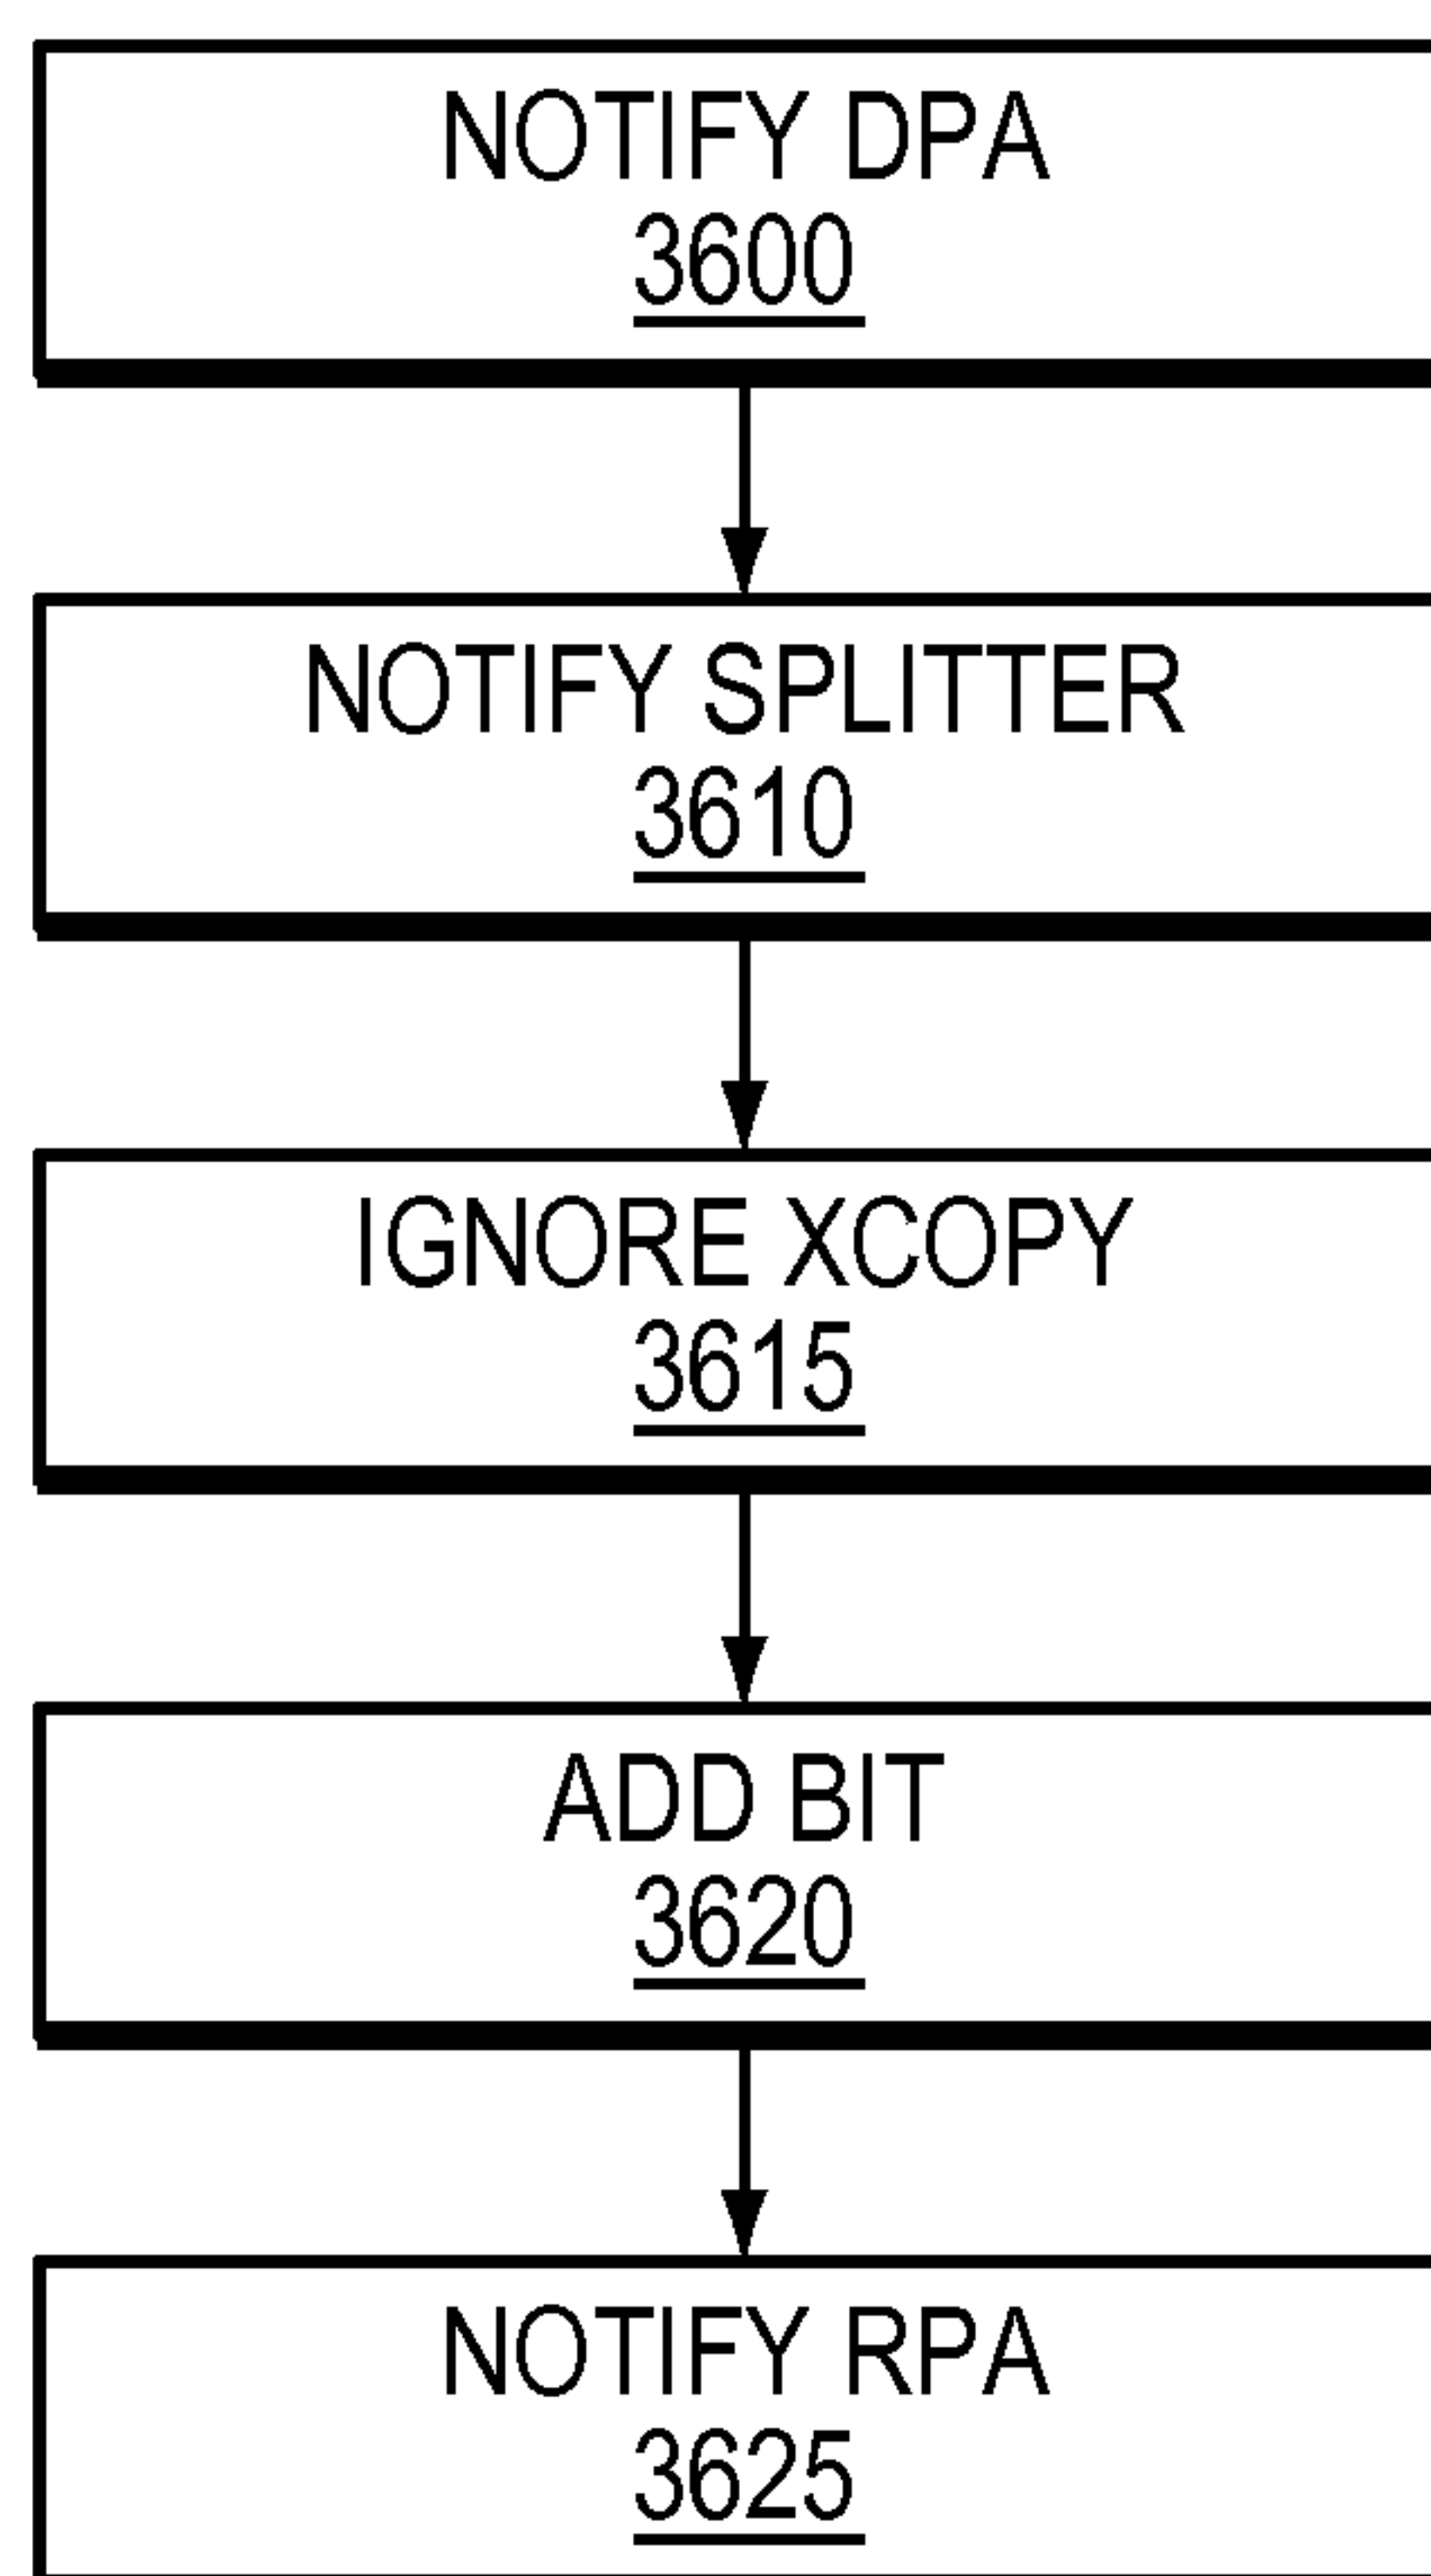 NOTIFY DPA
3600
NOTIFY SPLITTER
3610
IGNORE XCOPY
3615
ADD BIT
3620
NOTIFY RPA
3625